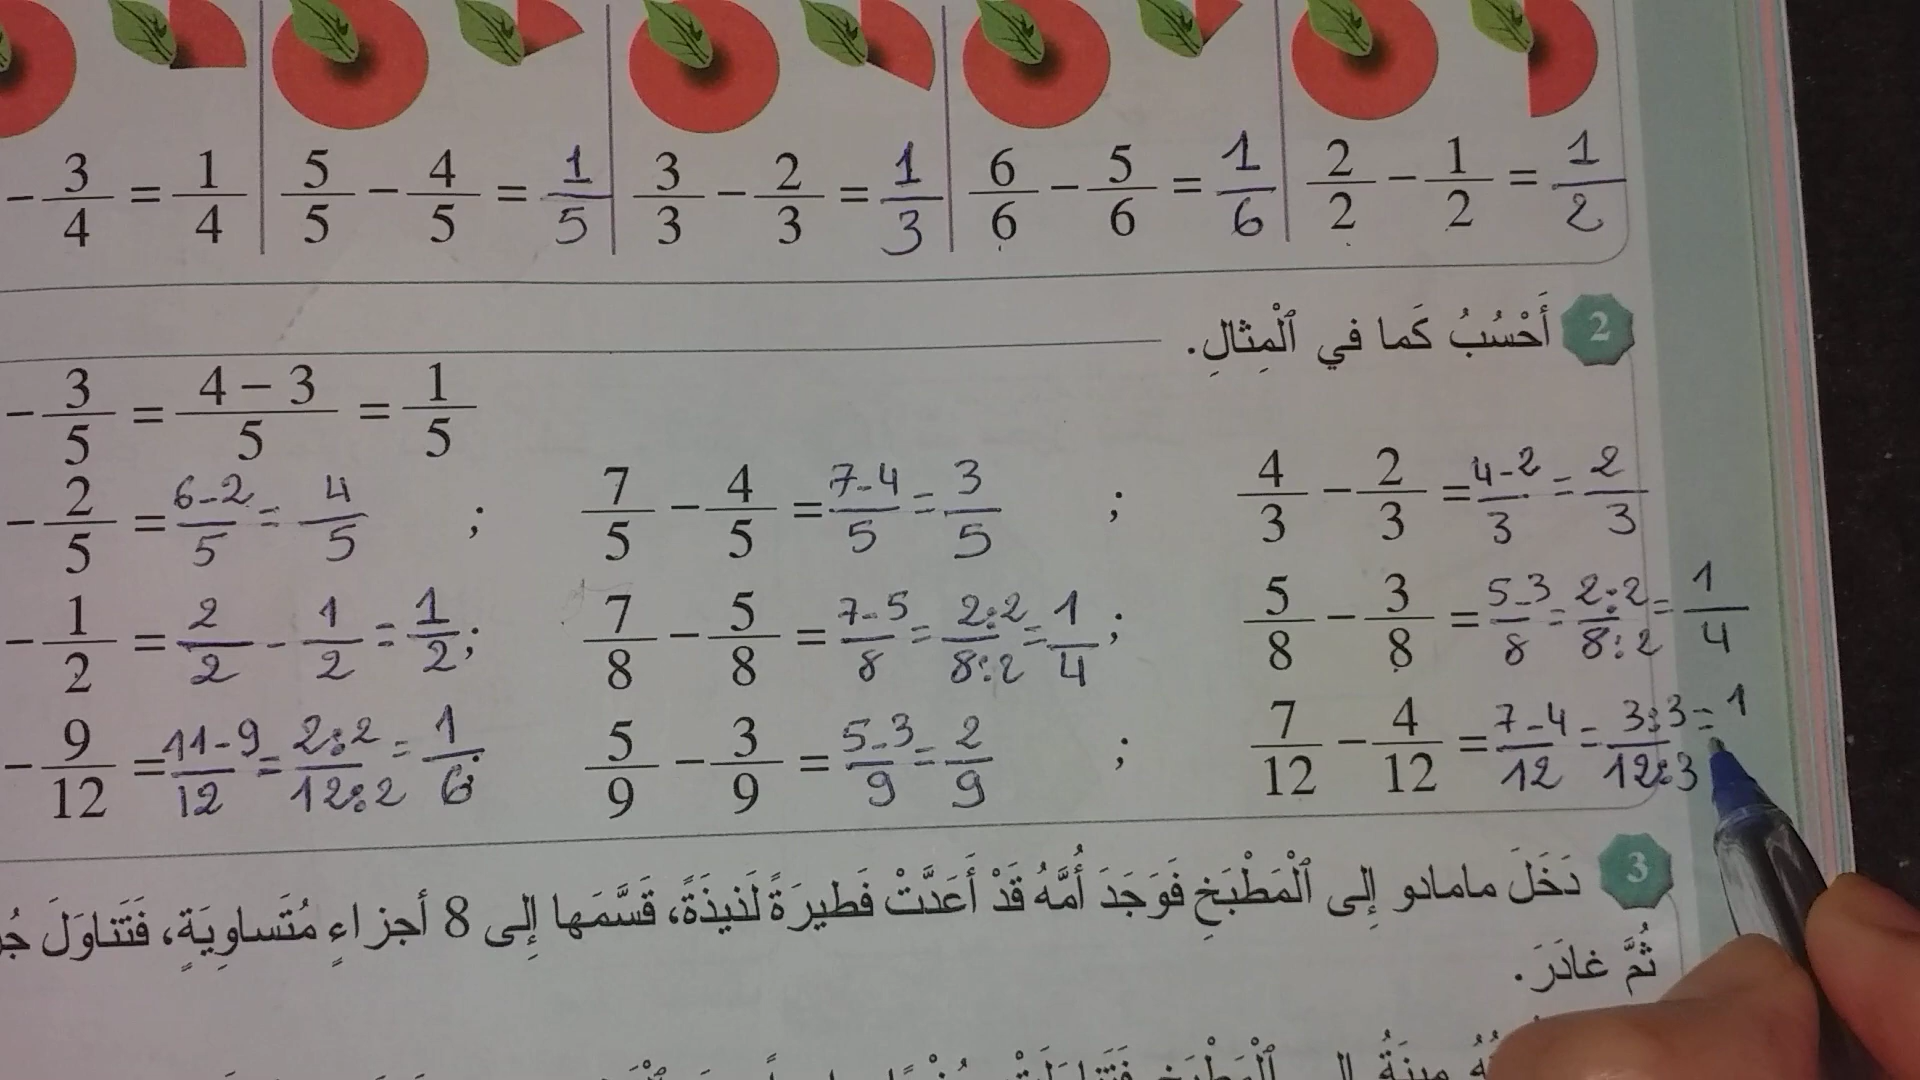 - 3/4 = 1/4 | 5/5 - 4/5 = 1/5 | 3/3 - 2/3 = 1/3 | 6/6 - 5/6 = 1/6 | 2/2 - 1/2 = 1/2
2 أَحْسُبُ كَما في ٱلْمِثالِ.
- 3/5 = (4 - 3)/5 = 1/5
- 2/5 = (6-2)/5 = 4/5 ; 7/5 - 4/5 = (7-4)/5 = 3/5 ; 4/3 - 2/3 = (4-2)/3 = 2/3
- 1/2 = 2/2 - 1/2 = 1/2 ; 7/8 - 5/8 = (7-5)/8 = (2:2)/(8:2) = 1/4 ; 5/8 - 3/8 = (5-3)/8 = (2:2)/(8:2) = 1/4
- 9/12 = (11-9)/12 = (2:2)/(12:2) = 1/6 ; 5/9 - 3/9 = (5-3)/9 = 2/9 ; 7/12 - 4/12 = (7-4)/12 = (3:3)/(12:3) = 1
3 دَخَلَ مامادو إِلى ٱلْمَطْبَخِ فَوَجَدَ أُمَّهُ قَدْ أَعَدَّتْ فَطيرَةً لَذيذَةً، قَسَّمَها إِلى 8 أجزاءٍ مُتَساوِيَةٍ، فَتَناوَلَ
ثُمَّ غادَرَ.